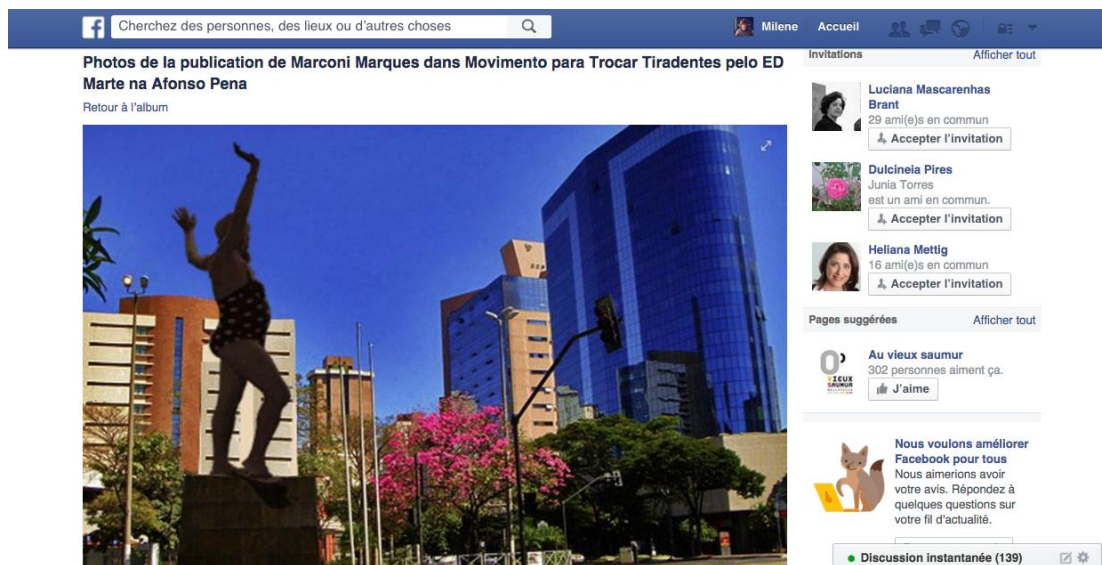 Cherchez des personnes, des lieux ou d'autres choses
Milene Accueil
Photos de la publication de Marconi Marques dans Movimento para Trocar Tiradentes pelo ED
Marte na Afonso Pena
Retour à l'album
Invitations Afficher tout
Luciana Mascarenhas
Brant
29 ami(e)s en commun
Accepter l'invitation
Dulcineia Pires
Junia Torres
est un ami en commun.
Accepter l'invitation
Heliana Mettig
16 ami(e)s en commun
Accepter l'invitation
Pages suggérées Afficher tout
VIEUX
SAUMUR
Au vieux saumur
302 personnes aiment ça.
J'aime
Nous voulons améliorer
Facebook pour tous
Nous aimerions avoir
votre avis. Répondez à
quelques questions sur
votre fil d'actualité.
Discussion instantanée (139)